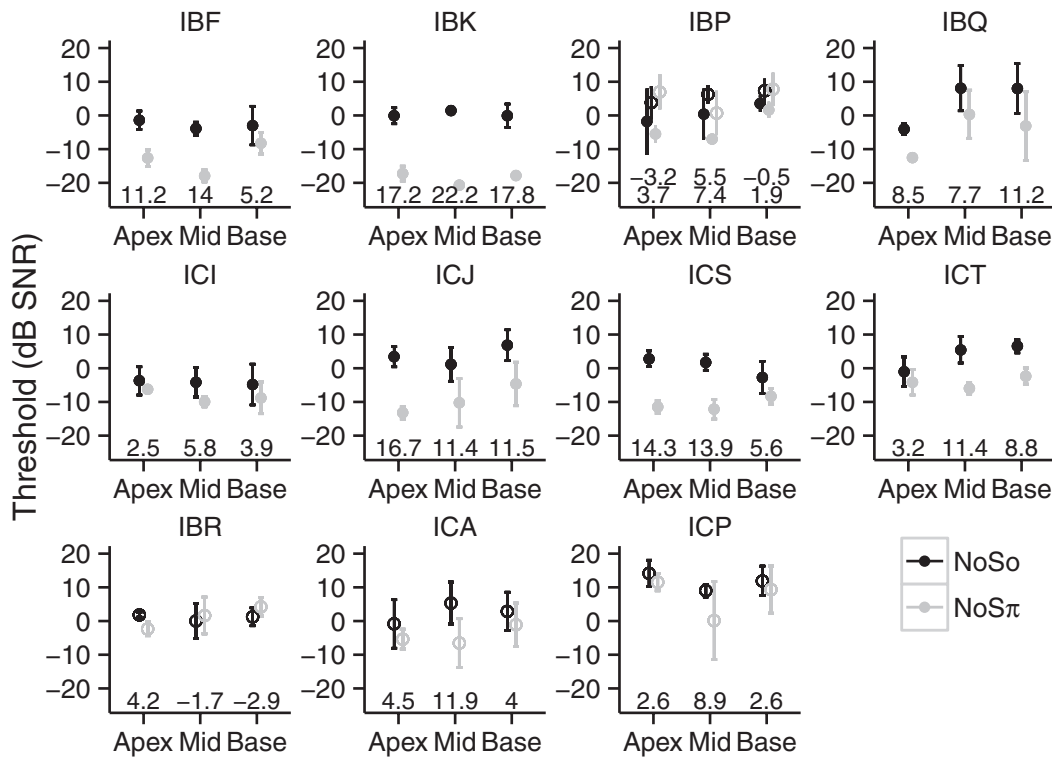 IBF IBK IBP IBQ
20
10
0
−10
−20
11.2 14 5.2
Apex Mid Base
20
10
0
−10
−20
17.2 22.2 17.8
Apex Mid Base
20
10
0
−10
−20
−3.2 5.5 −0.5
3.7 7.4 1.9
Apex Mid Base
20
10
0
−10
−20
8.5 7.7 11.2
Apex Mid Base
Threshold (dB SNR)
ICI ICJ ICS ICT
20
10
0
−10
−20
2.5 5.8 3.9
Apex Mid Base
20
10
0
−10
−20
16.7 11.4 11.5
Apex Mid Base
20
10
0
−10
−20
14.3 13.9 5.6
Apex Mid Base
20
10
0
−10
−20
3.2 11.4 8.8
Apex Mid Base
IBR ICA ICP
20
10
0
−10
−20
4.2 −1.7 −2.9
Apex Mid Base
20
10
0
−10
−20
4.5 11.9 4
Apex Mid Base
20
10
0
−10
−20
2.6 8.9 2.6
Apex Mid Base
NoSo
NoSπ